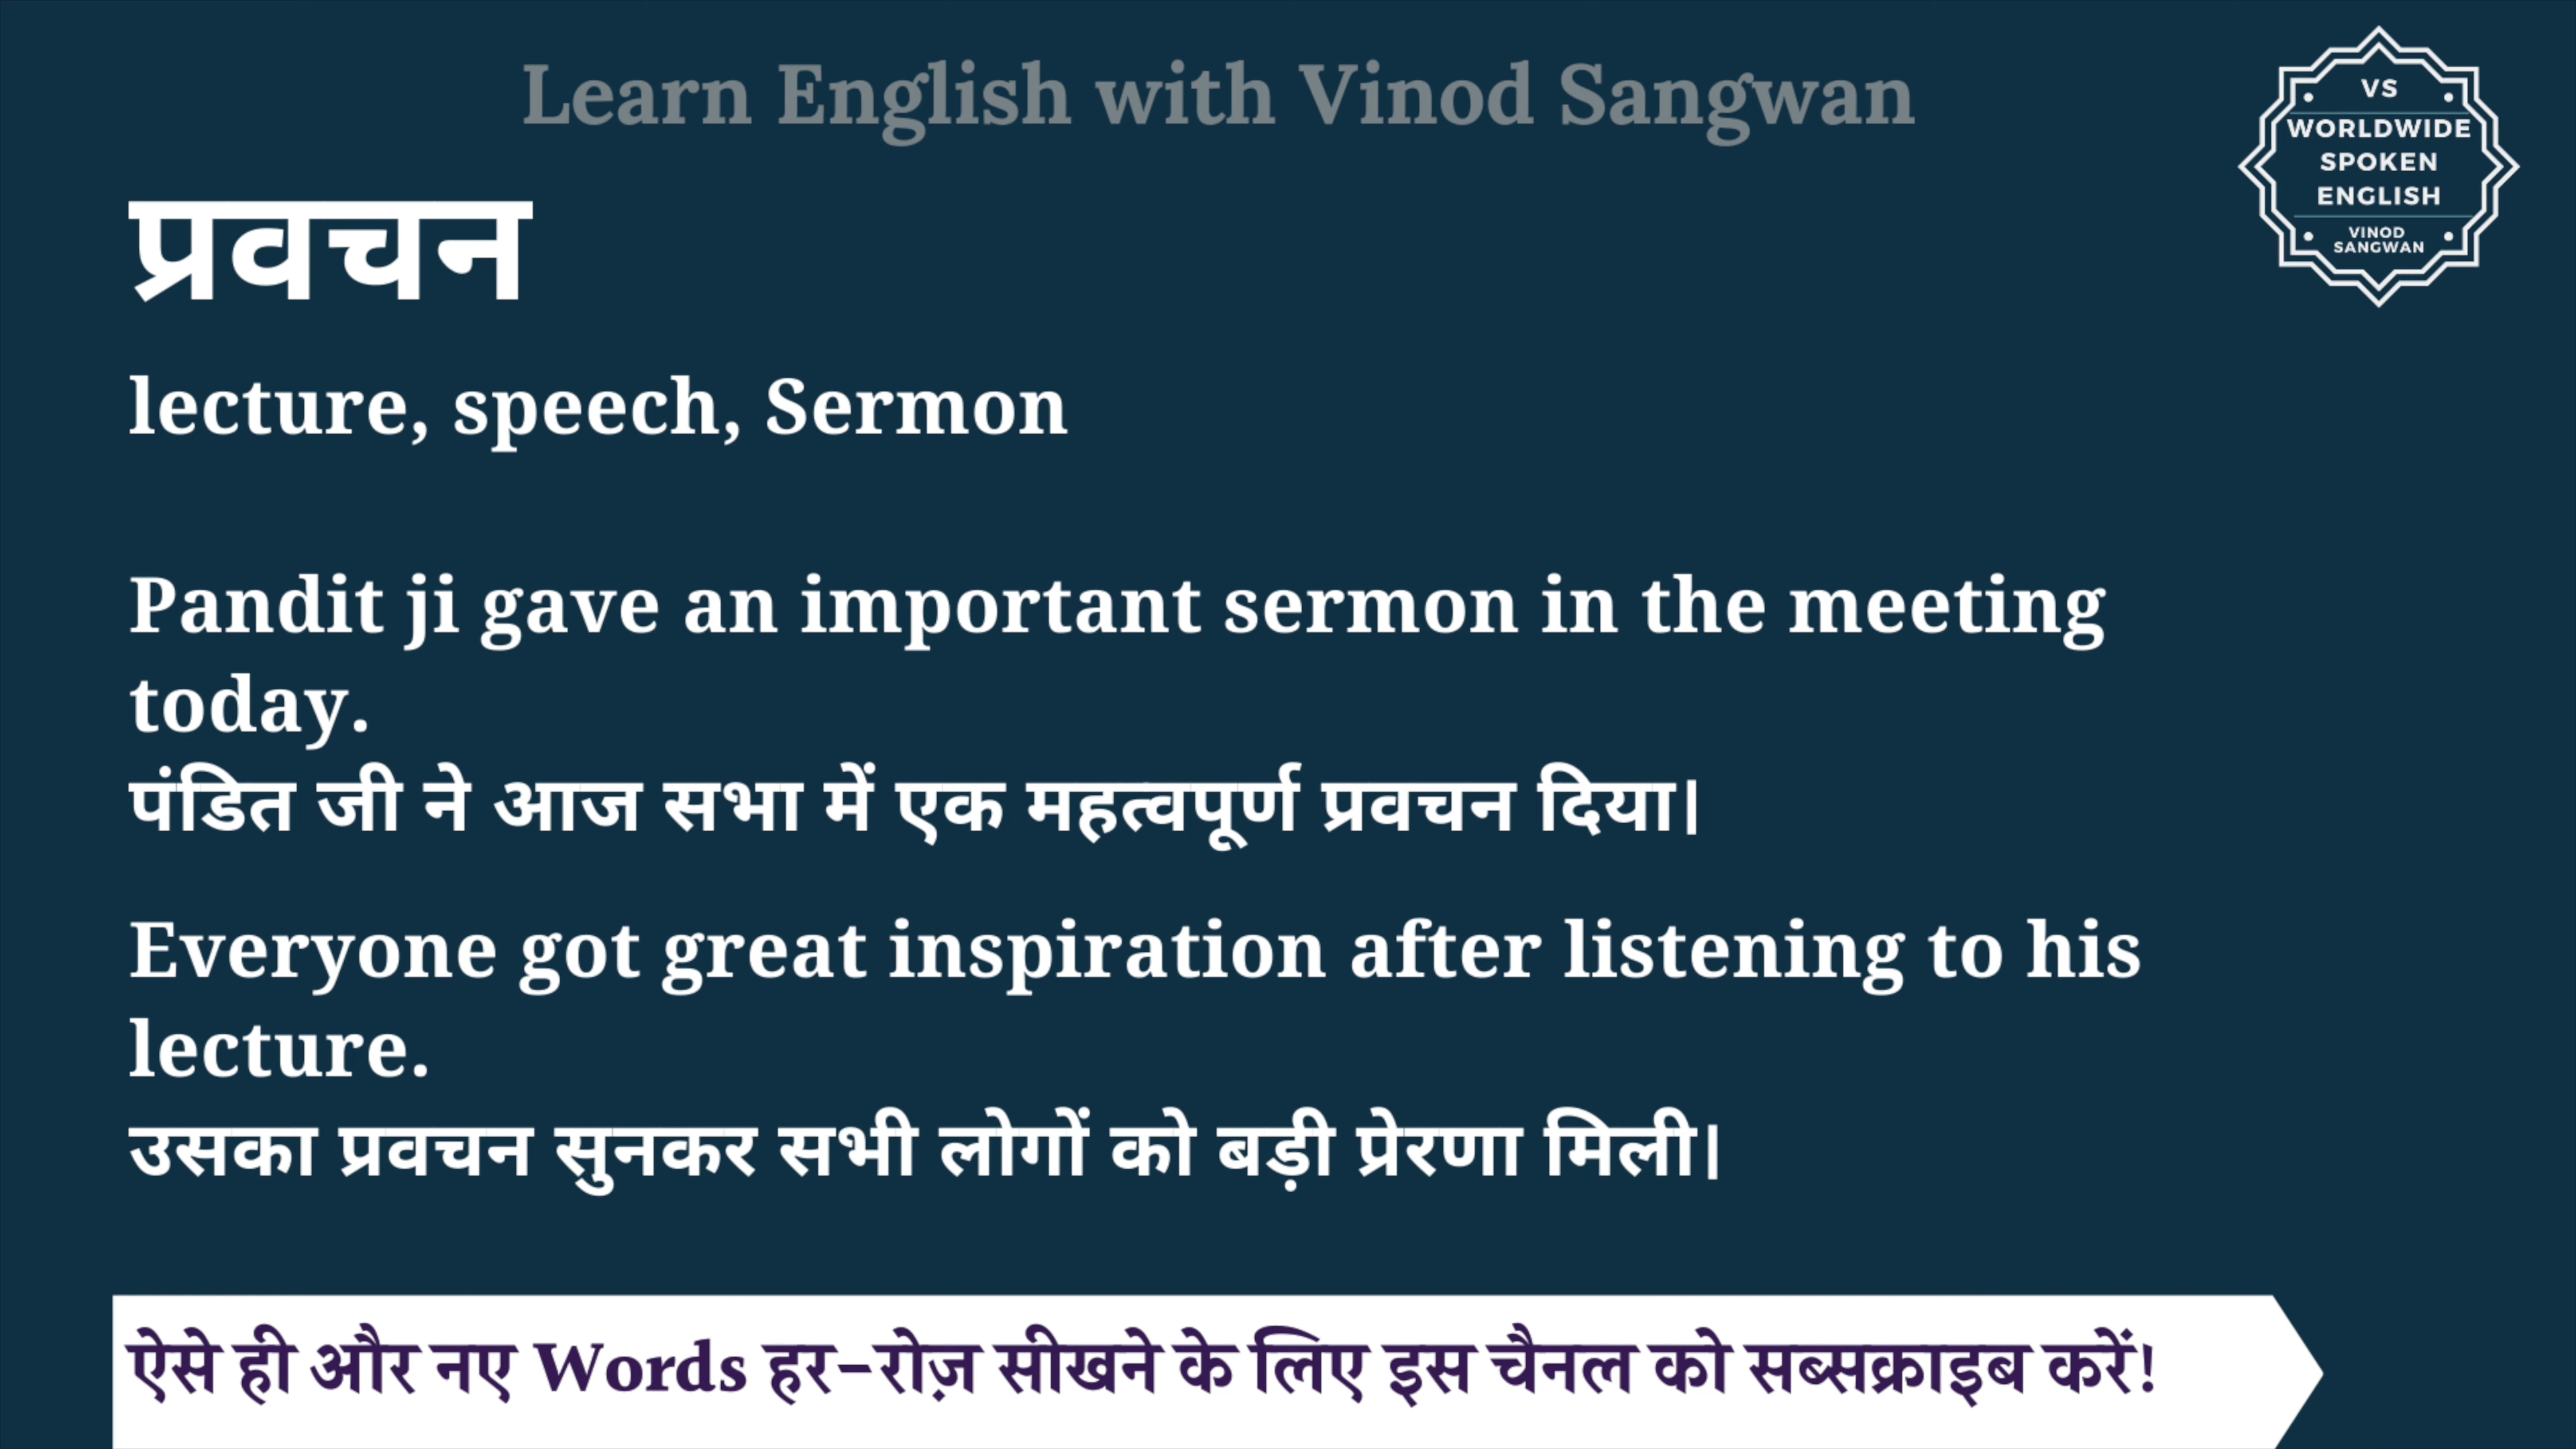 Learn English with Vinod Sangwan
VS
WORLDWIDE
SPOKEN
ENGLISH
VINOD
SANGWAN
प्रवचन
lecture, speech, Sermon
Pandit ji gave an important sermon in the meeting
today.
पंडित जी ने आज सभा में एक महत्वपूर्ण प्रवचन दिया।
Everyone got great inspiration after listening to his
lecture.
उसका प्रवचन सुनकर सभी लोगों को बड़ी प्रेरणा मिली।
ऐसे ही और नए Words हर-रोज़ सीखने के लिए इस चैनल को सब्सक्राइब करें!